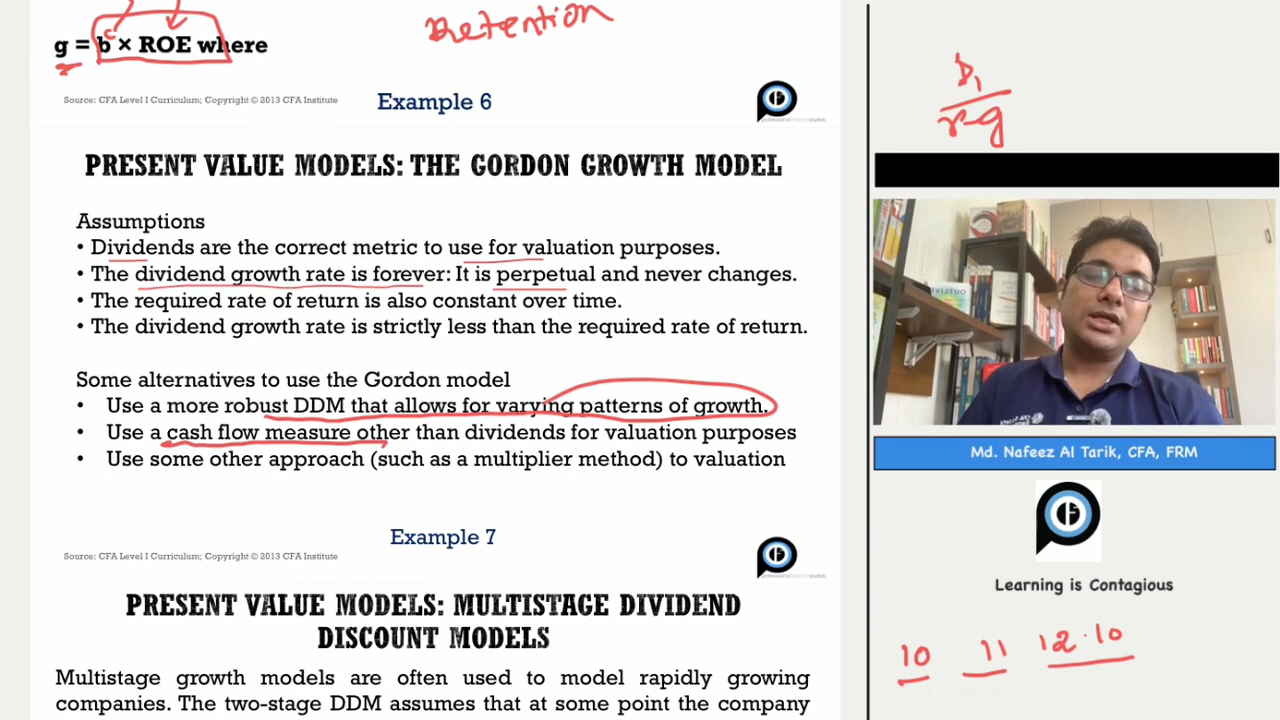 Retention
g = b × ROE where
Source: CFA Level I Curriculum; Copyright © 2013 CFA Institute
Example 6
PRESENT VALUE MODELS: THE GORDON GROWTH MODEL
Assumptions
• Dividends are the correct metric to use for valuation purposes.
• The dividend growth rate is forever: It is perpetual and never changes.
• The required rate of return is also constant over time.
• The dividend growth rate is strictly less than the required rate of return.
Some alternatives to use the Gordon model
• Use a more robust DDM that allows for varying patterns of growth.
• Use a cash flow measure other than dividends for valuation purposes
• Use some other approach (such as a multiplier method) to valuation
Example 7
Source: CFA Level I Curriculum; Copyright © 2013 CFA Institute
PRESENT VALUE MODELS: MULTISTAGE DIVIDEND
DISCOUNT MODELS
Multistage growth models are often used to model rapidly growing
companies. The two-stage DDM assumes that at some point the company
D1
r-g
Md. Nafeez Al Tarik, CFA, FRM
Learning is Contagious
10 11 12.10